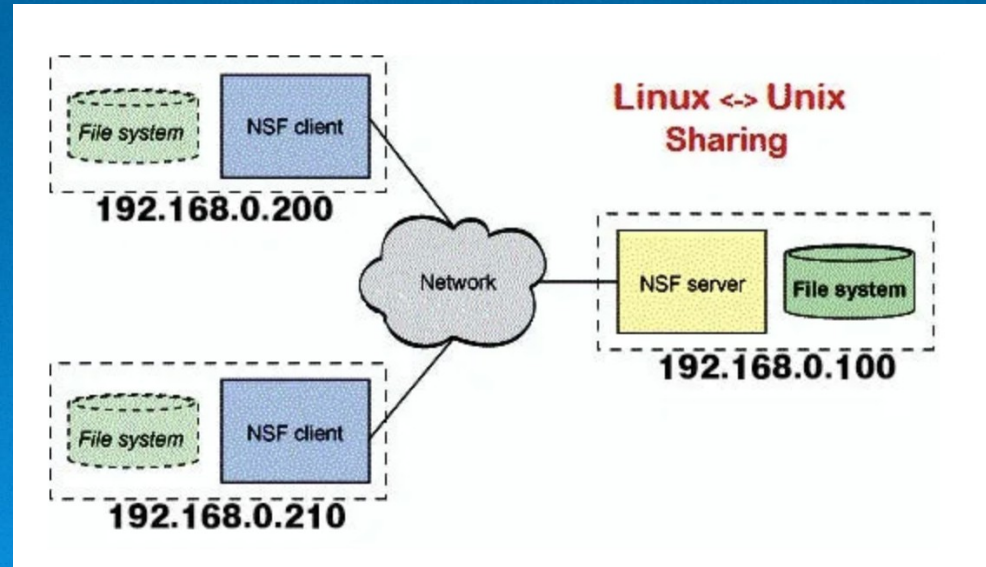 File system
NSF client
192.168.0.200
Linux <-> Unix
Sharing
Network
NSF server
File system
192.168.0.100
File system
NSF client
192.168.0.210